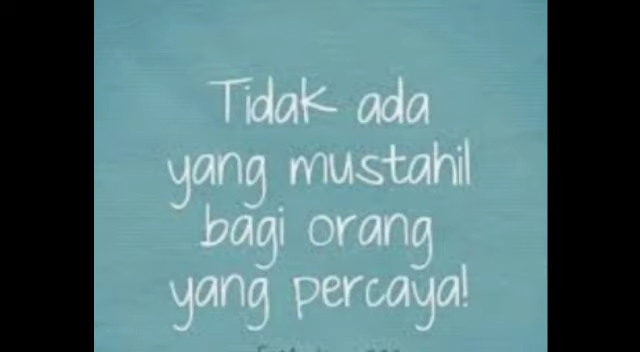 Tidak ada
yang mustahil
bagi orang
yang percaya!